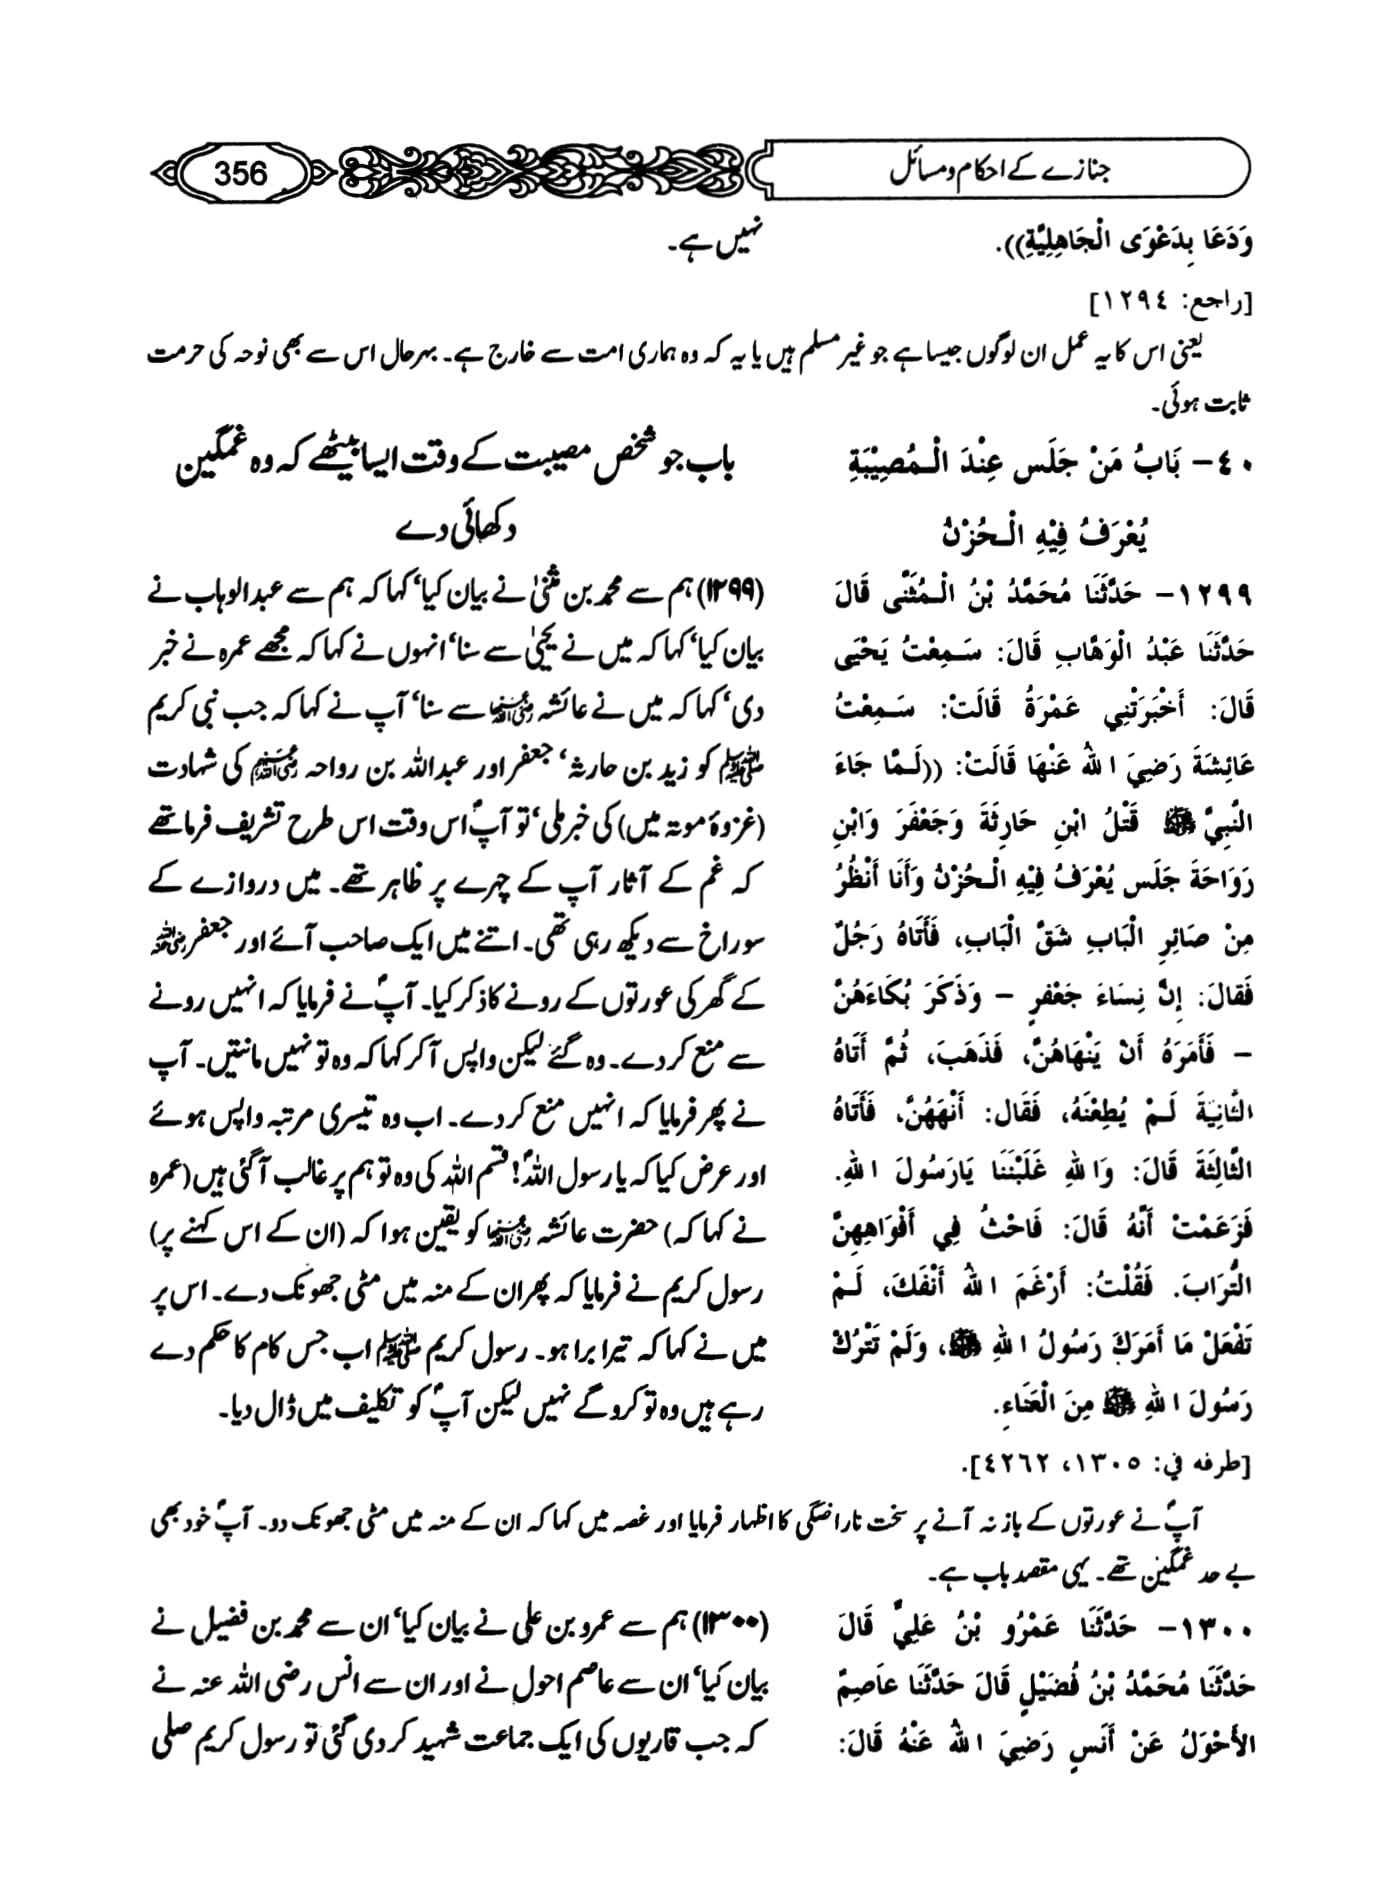 جنازے کے احکام و مسائل
356
وَدَعَا بِدَعْوَى الْجَاهِلِيَّةِ)).
[راجع: ١٢٩٤]
نہیں ہے۔
یعنی اس کا یہ عمل ان لوگوں جیسا ہے جو غیر مسلم ہیں یا یہ کہ وہ ہماری امت سے خارج ہے۔ بہرحال اس سے بھی نوحہ کی حرمت
ثابت ہوئی۔
٤٠- بَابُ مَنْ جَلَسَ عِنْدَ الْـمُصِيْبَةِ
يُعْرَفُ فِيْهِ الْـحُزْنُ
١٢٩٩- حَدَّثَنَا مُحَمَّدُ بْنُ الْـمُثَنَّى قَالَ
حَدَّثَنَا عَبْدُ الْوَهَّابِ قَالَ: سَـمِعْتُ يَحْيَى
قَالَ: أَخْبَرَتْنِي عَمْرَةُ قَالَتْ: سَـمِعْتُ
عَائِشَةَ رَضِيَ اللهُ عَنْهَا قَالَتْ: ((لَـمَّا جَاءَ
النَّبِيَّ ﷺ قَتْلُ ابْنِ حَارِثَةَ وَجَعْفَرَ وَابْنِ
رَوَاحَةَ جَلَسَ يُعْرَفُ فِيْهِ الْـحُزْنُ وَأَنَا أَنْظُرُ
مِنْ صَائِرِ الْبَابِ شَقِّ الْبَابِ، فَأَتَاهُ رَجُلٌ
فَقَالَ: إِنَّ نِسَاءَ جَعْفَرٍ – وَذَكَرَ بُكَاءَهُنَّ
– فَأَمَرَهُ أَنْ يَنْهَاهُنَّ، فَذَهَبَ، ثُمَّ أَتَاهُ
الثَّانِيَةَ لَـمْ يُطِعْنَهُ، فَقَالَ: أَنْهَهُنَّ، فَأَتَاهُ
الثَّالِثَةَ قَالَ: وَاللهِ غَلَبْنَنَا يَارَسُولَ اللهِ.
فَزَعَمْتْ أَنَّهُ قَالَ: فَاحْثُ فِي أَفْوَاهِهِنَّ
التُّرَابَ. فَقُلْتُ: أَرْغَمَ اللهُ أَنْفَكَ، لَـمْ
تَفْعَلْ مَا أَمَرَكَ رَسُولُ اللهِ ﷺ، وَلَمْ تَتْرُكْ
رَسُولَ اللهِ ﷺ مِنَ الْعَنَاءِ.
[طرفه في: ١٣٠٥، ٤٢٦٢].
باب جو شخص مصیبت کے وقت ایسا بیٹھے کہ وہ غمگین
دکھائی دے
(۱۲۹۹) ہم سے محمد بن مثنیٰ نے بیان کیا‘ کہا کہ ہم سے عبدالوہاب نے
بیان کیا‘ کہا کہ میں نے یحییٰ سے سنا‘ انہوں نے کہا کہ مجھے عمرہ نے خبر
دی‘ کہا کہ میں نے عائشہ رضی اللہ عنہا سے سنا‘ آپ نے کہا کہ جب نبی کریم
ﷺ کو زید بن حارثہ‘ جعفر اور عبداللہ بن رواحہ رضی اللہ عنہم کی شہادت
(غزوۂ موتہ میں) کی خبر ملی‘ تو آپؐ اس وقت اس طرح تشریف فرما تھے
کہ غم کے آثار آپ کے چہرے پر ظاہر تھے۔ میں دروازے کے
سوراخ سے دیکھ رہی تھی۔ اتنے میں ایک صاحب آئے اور جعفر رضی اللہ عنہ
کے گھر کی عورتوں کے رونے کا ذکر کیا۔ آپؐ نے فرمایا کہ انہیں رونے
سے منع کر دے۔ وہ گئے لیکن واپس آ کر کہا کہ وہ تو نہیں مانتیں۔ آپ
نے پھر فرمایا کہ انہیں منع کر دے۔ اب وہ تیسری مرتبہ واپس ہوئے
اور عرض کیا کہ یا رسول اللہؐ! قسم اللہ کی وہ تو ہم پر غالب آ گئی ہیں (عمرہ
نے کہا کہ) حضرت عائشہ رضی اللہ عنہا کو یقین ہوا کہ (ان کے اس کہنے پر)
رسول کریم نے فرمایا کہ پھر ان کے منہ میں مٹی جھونک دے۔ اس پر
میں نے کہا کہ تیرا برا ہو۔ رسول کریم ﷺ اب جس کام کا حکم دے
رہے ہیں وہ تو کرو گے نہیں لیکن آپؐ کو تکلیف میں ڈال دیا۔
آپؐ نے عورتوں کے باز نہ آنے پر سخت ناراضگی کا اظہار فرمایا اور غصہ میں کہا کہ ان کے منہ میں مٹی جھونک دو۔ آپؐ خود بھی
بے حد غمگین تھے۔ یہی مقصد باب ہے۔
١٣٠٠- حَدَّثَنَا عَمْرُو بْنُ عَلِيٍّ قَالَ
حَدَّثَنَا مُحَمَّدُ بْنُ فُضَيْلٍ قَالَ حَدَّثَنَا عَاصِمٌ
الأَحْوَلُ عَنْ أَنَسٍ رَضِيَ اللهُ عَنْهُ قَالَ:
(۱۳۰۰) ہم سے عمرو بن علی نے بیان کیا‘ ان سے محمد بن فضیل نے
بیان کیا‘ ان سے عاصم احول نے اور ان سے انس رضی اللہ عنہ نے
کہ جب قاریوں کی ایک جماعت شہید کر دی گئی تو رسول کریم صلی